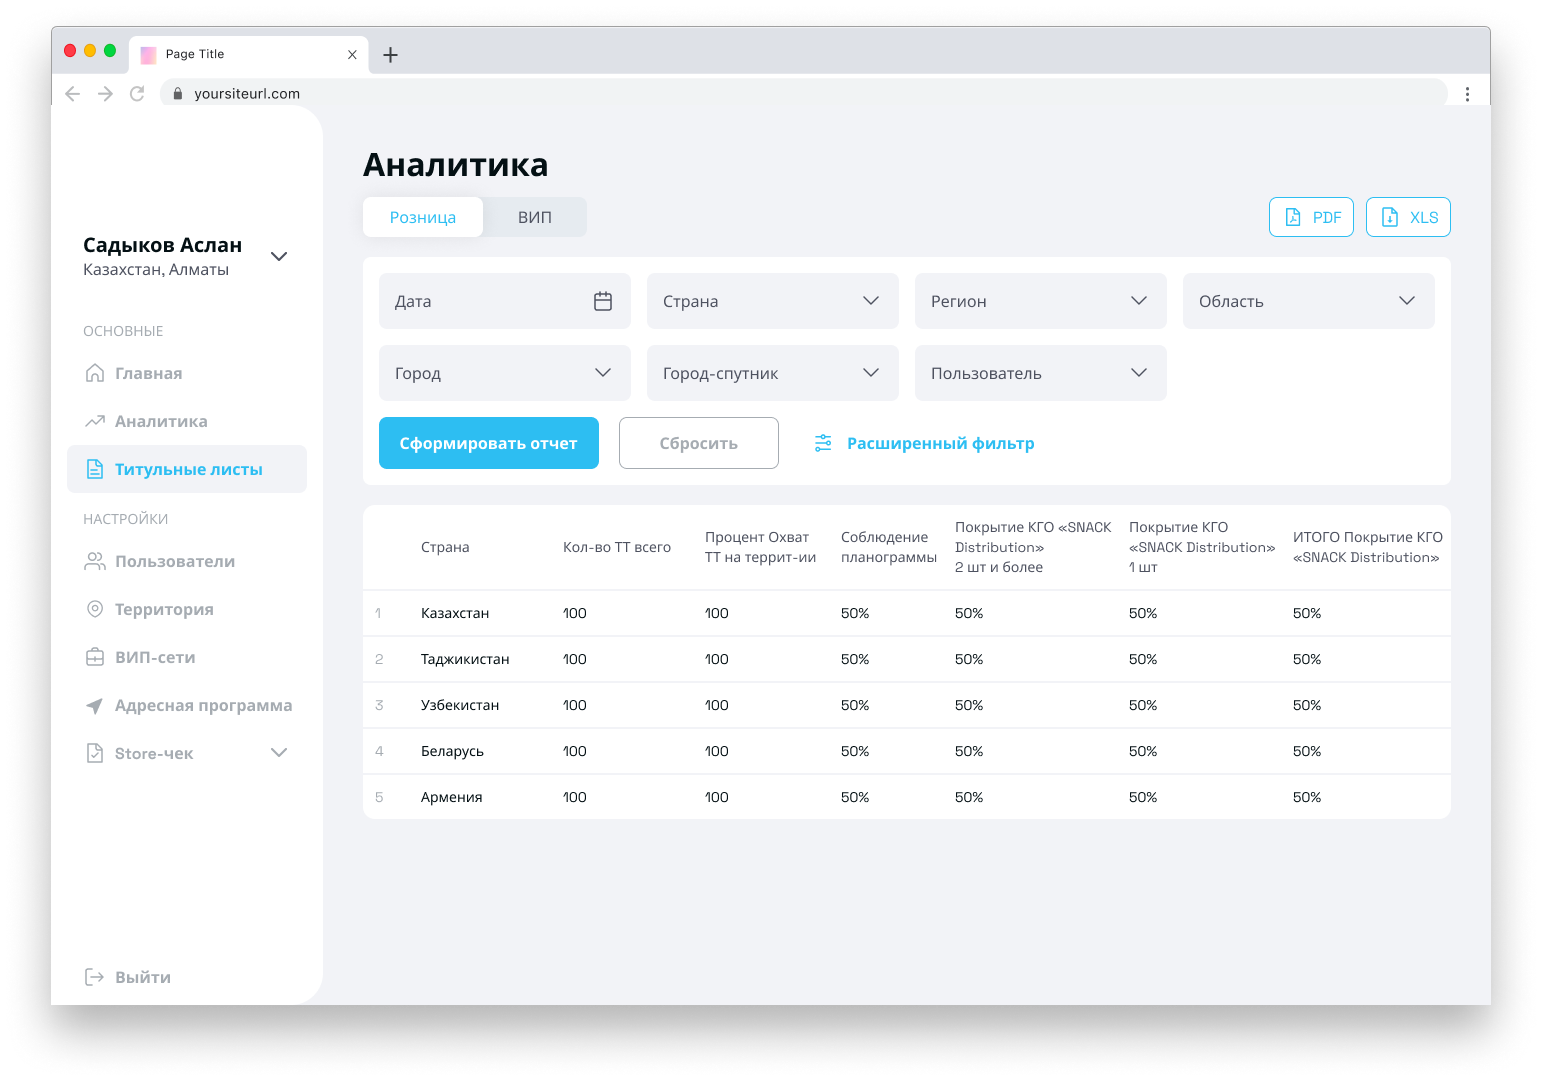 Page Title
yoursiteurl.com
Садыков Аслан
Казахстан, Алматы
ОСНОВНЫЕ
Главная
Аналитика
Титульные листы
НАСТРОЙКИ
Пользователи
Территория
ВИП-сети
Адресная программа
Store-чек
Выйти
Аналитика
Розница ВИП
PDF XLS
Дата Страна Регион Область
Город Город-спутник Пользователь
Сформировать отчет Сбросить Расширенный фильтр
Страна
Кол-во ТТ всего
Процент Охват
ТТ на террит-ии
Соблюдение
планограммы
Покрытие КГО «SNACK
Distribution»
2 шт и более
Покрытие КГО
«SNACK Distribution»
1 шт
ИТОГО Покрытие КГО
«SNACK Distribution»
1 Казахстан 100 100 50% 50% 50% 50%
2 Таджикистан 100 100 50% 50% 50% 50%
3 Узбекистан 100 100 50% 50% 50% 50%
4 Беларусь 100 100 50% 50% 50% 50%
5 Армения 100 100 50% 50% 50% 50%